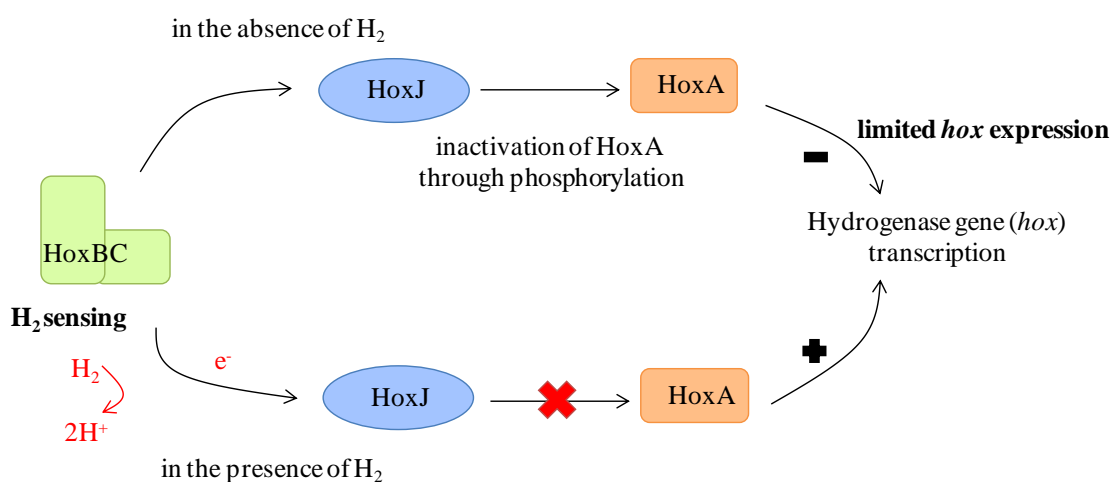 in the absence of H₂
HoxJ
HoxA
limited hox expression
inactivation of HoxA
through phosphorylation
Hydrogenase gene (hox)
transcription
HoxBC
H₂ sensing
H₂
2H⁺
e⁻
HoxJ
HoxA
in the presence of H₂